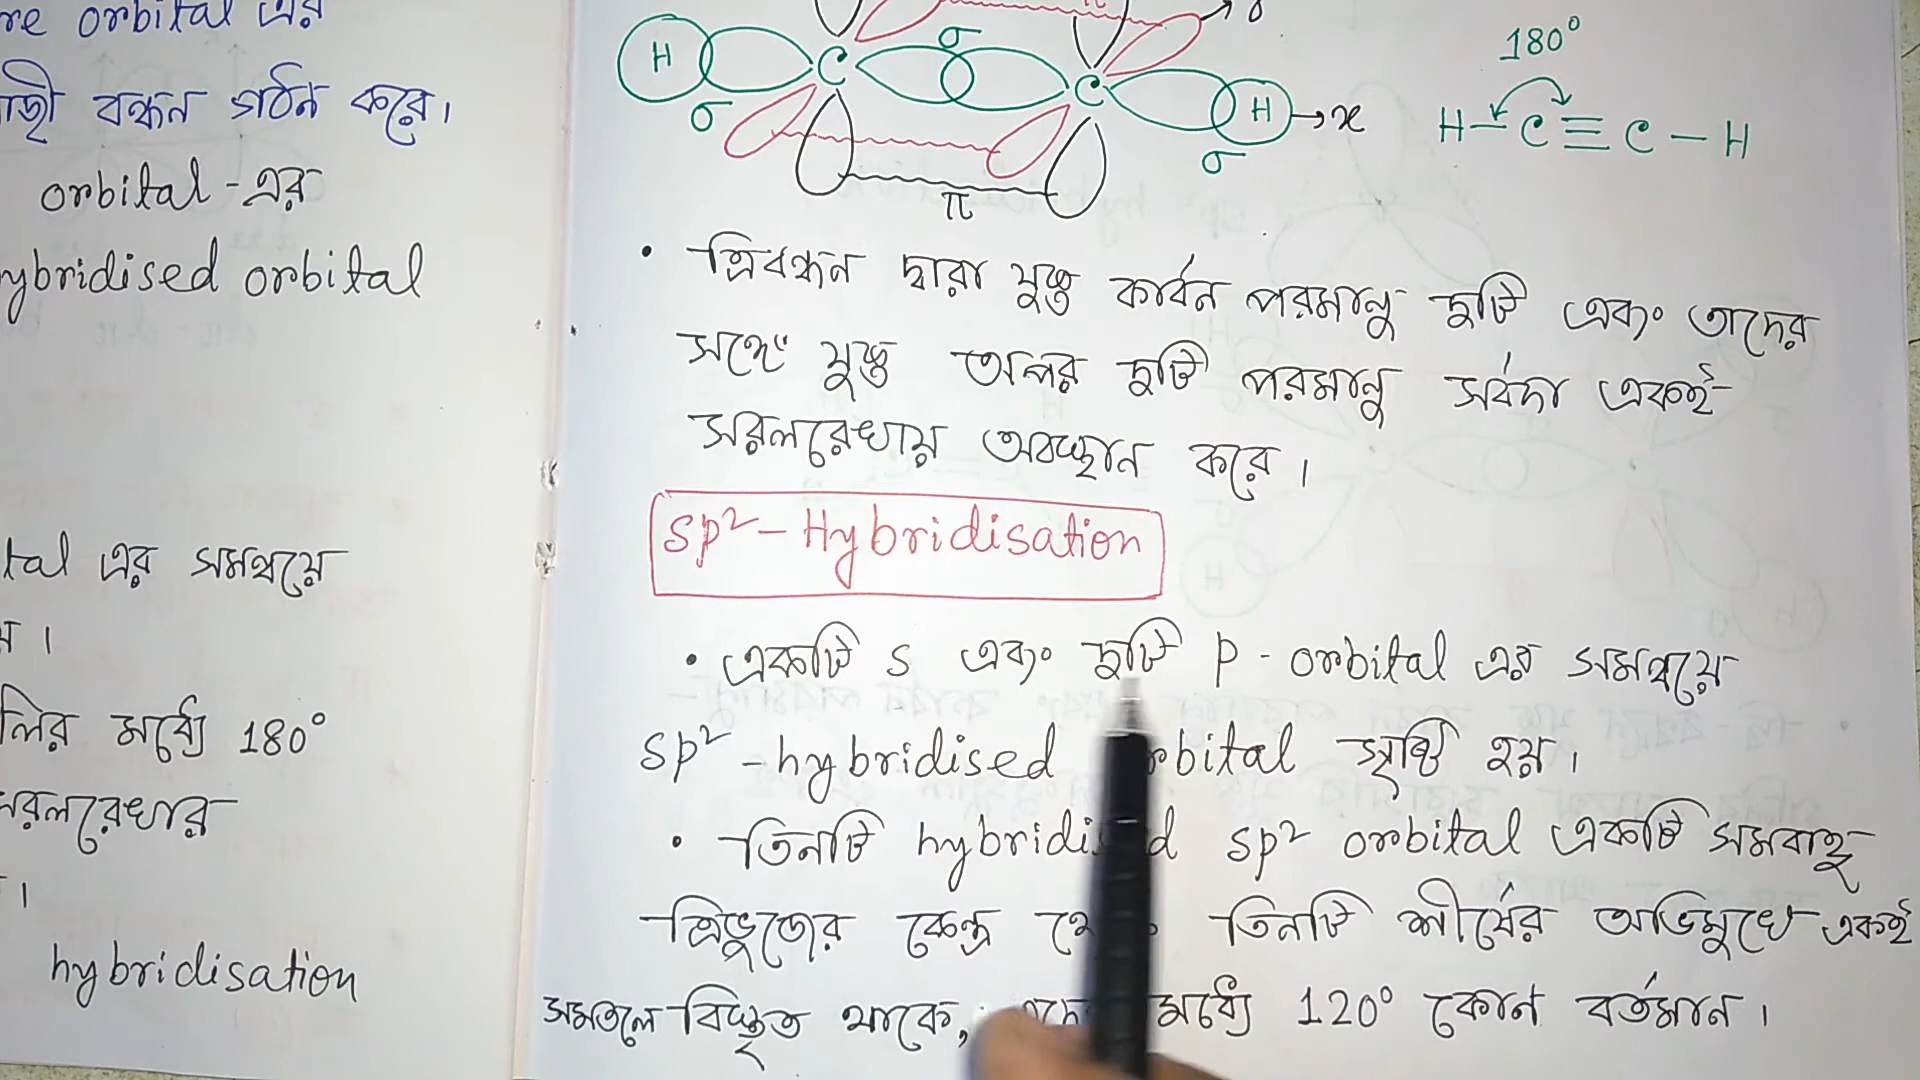 orbital এর
বন্ধন গঠন করে।
orbital-এর
hybridised orbital
এর সমন্বয়ে
মধ্যে 180°
সরলরেখার
hybridisation
H σ C σ C H → x
σ σ
π
180°
H-C≡C-H
• ত্রিবন্ধন দ্বারা যুক্ত কার্বন পরমানু দুটি এবং তাদের
সঙ্গে যুক্ত অপর দুটি পরমানু সর্বদা একই
সরলরেখায় অবস্থান করে।
sp²-Hybridisation
• একটি s এবং দুটি p-orbital এর সমন্বয়ে
sp²-hybridised orbital সৃষ্টি হয়।
• তিনটি hybridised sp² orbital একটি সমবাহু
ত্রিভুজের কেন্দ্র তিনটি শীর্ষের অভিমুখে একই
সমতলে বিস্তৃত থাকে, মধ্যে 120° কোন বর্তমান।